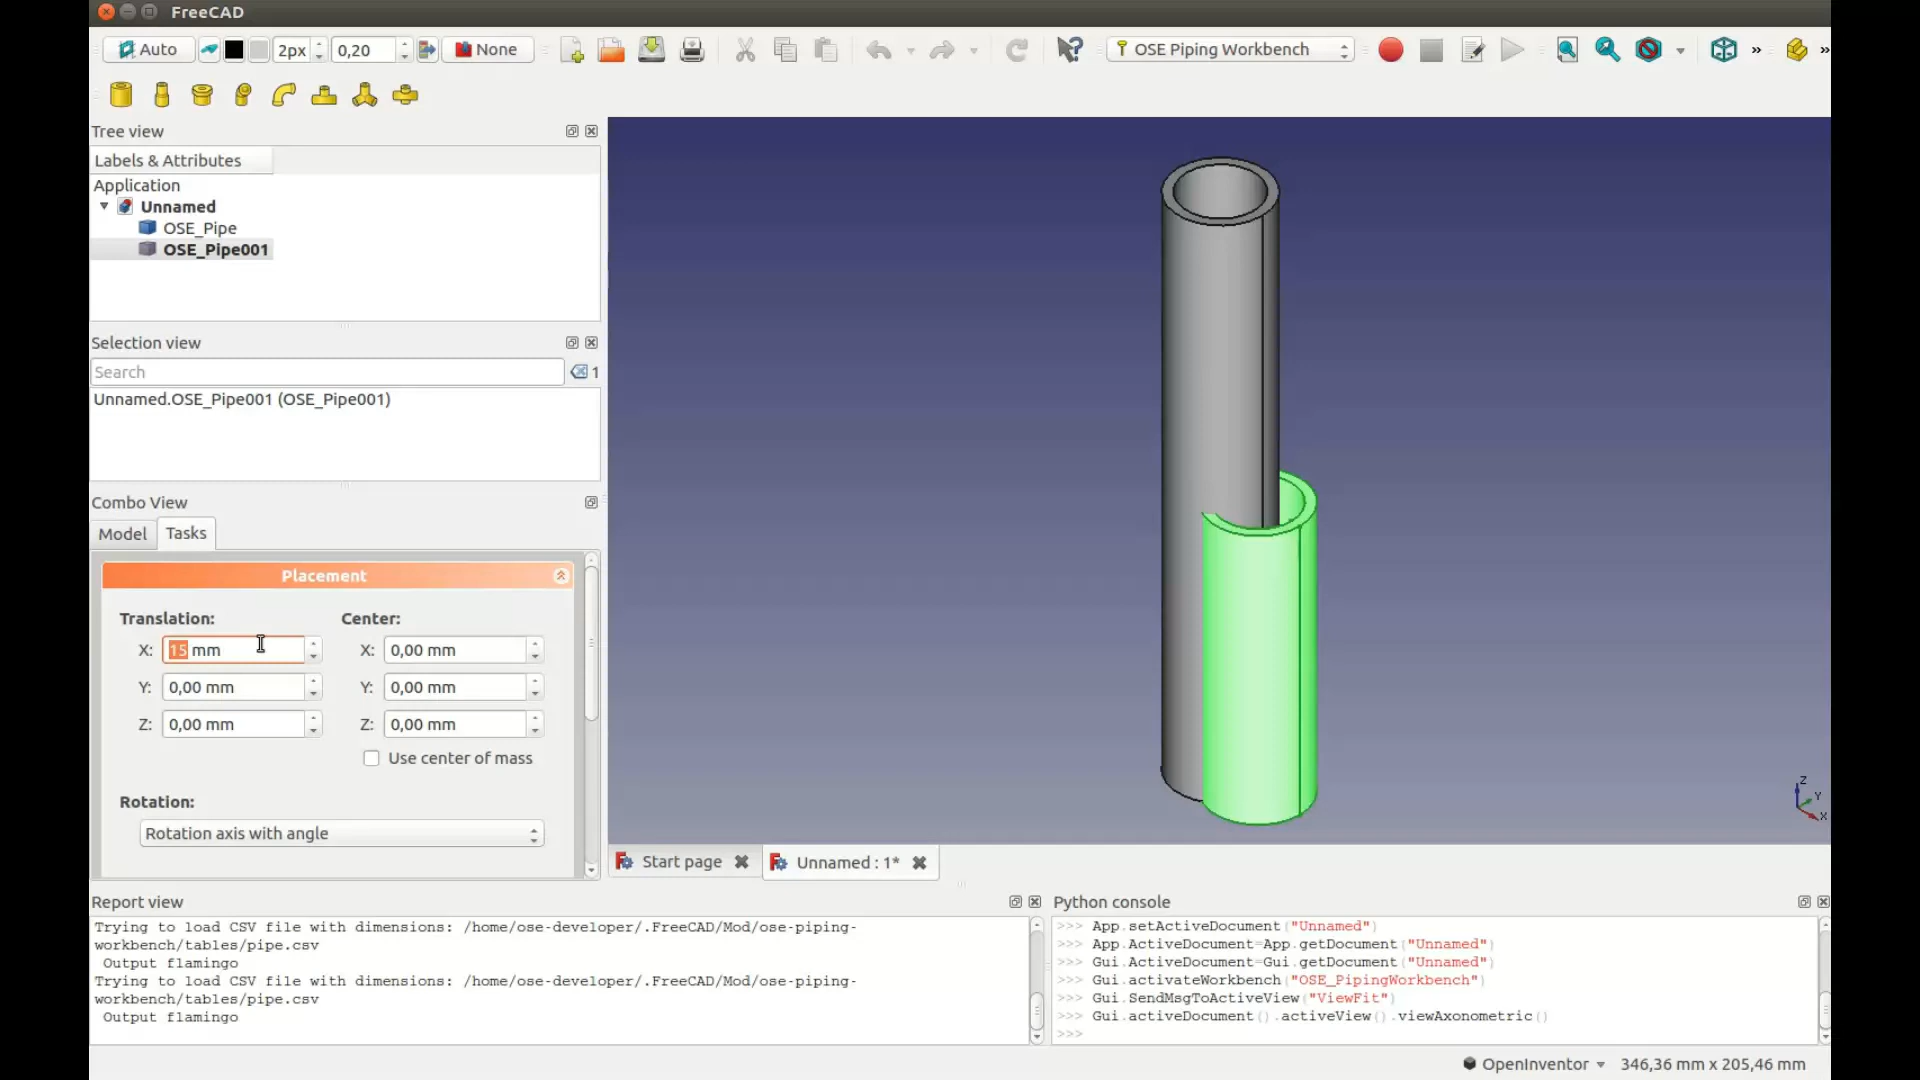 FreeCAD
Auto 2px 0,20 None OSE Piping Workbench » »
Tree view
Labels & Attributes
Application
Unnamed
OSE_Pipe
OSE_Pipe001
Selection view
Search 1
Unnamed.OSE_Pipe001 (OSE_Pipe001)
Combo View
Model Tasks
Placement
Translation: Center:
X: 15 mm X: 0,00 mm
Y: 0,00 mm Y: 0,00 mm
Z: 0,00 mm Z: 0,00 mm
Use center of mass
Rotation:
Rotation axis with angle
Z
Y
X
Start page Unnamed : 1*
Report view
Trying to load CSV file with dimensions: /home/ose-developer/.FreeCAD/Mod/ose-piping-
workbench/tables/pipe.csv
Output flamingo
Trying to load CSV file with dimensions: /home/ose-developer/.FreeCAD/Mod/ose-piping-
workbench/tables/pipe.csv
Output flamingo
Python console
>>> App.setActiveDocument("Unnamed")
>>> App.ActiveDocument=App.getDocument("Unnamed")
>>> Gui.ActiveDocument=Gui.getDocument("Unnamed")
>>> Gui.activateWorkbench("OSE_PipingWorkbench")
>>> Gui.SendMsgToActiveView("ViewFit")
>>> Gui.activeDocument().activeView().viewAxonometric()
>>>
OpenInventor 346,36 mm x 205,46 mm